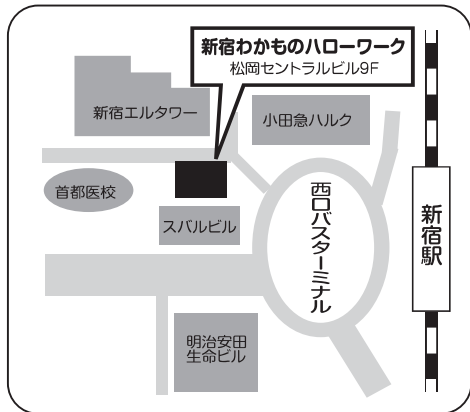 新宿わかものハローワーク
松岡セントラルビル9F
新宿エルタワー
小田急ハルク
首都医校
スバルビル
西口バスターミナル
新宿駅
明治安田
生命ビル